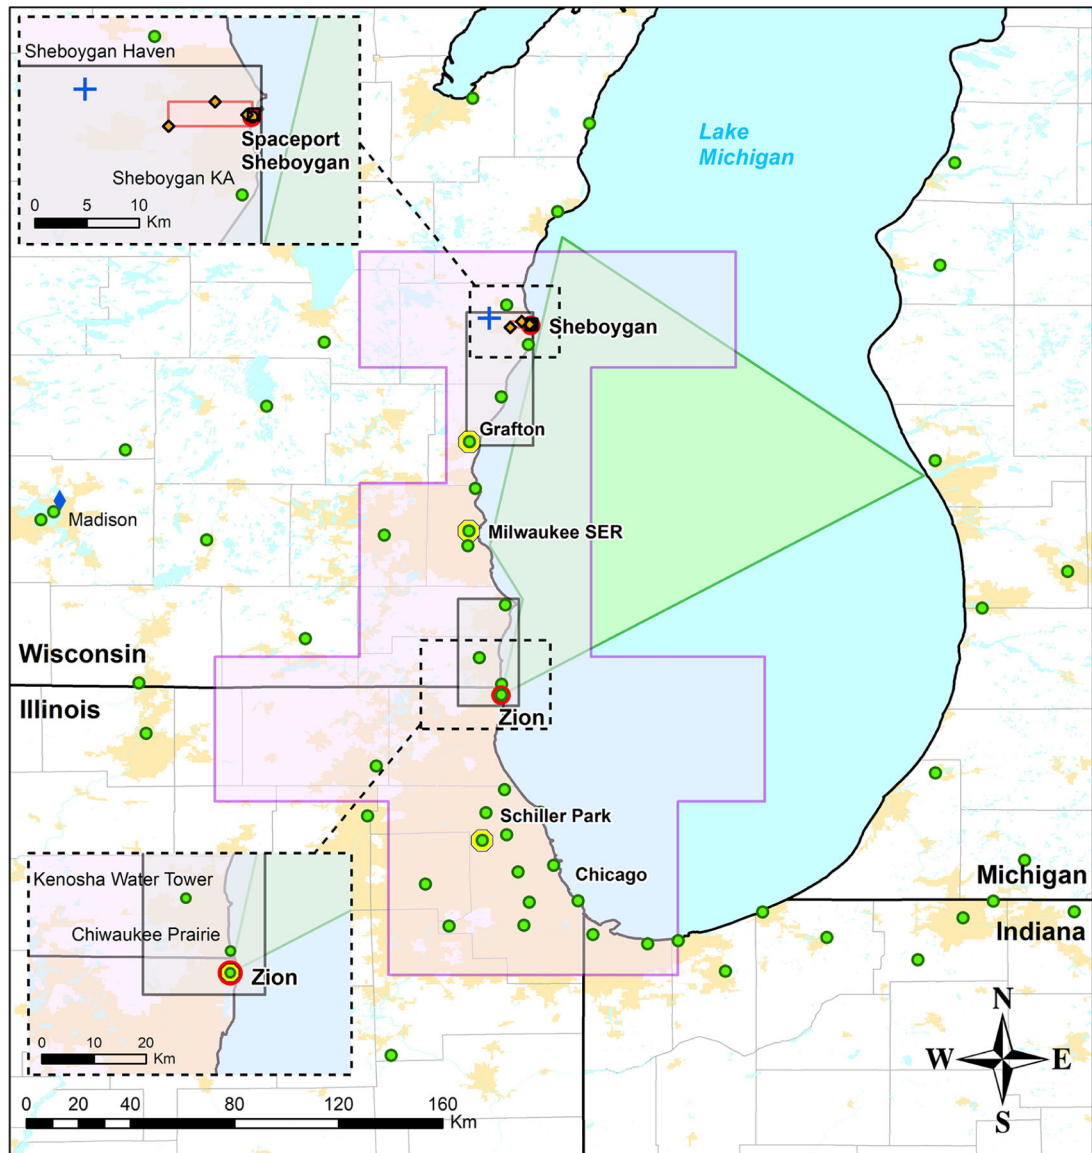 Sheboygan Haven
Spaceport
Sheboygan
Sheboygan KA
0 5 10
Km
Lake
Michigan
Sheboygan
Grafton
Milwaukee SER
Madison
Wisconsin
Illinois
Zion
Schiller Park
Chicago
Michigan
Indiana
Kenosha Water Tower
Chiwaukee Prairie
Zion
0 10 20
Km
N
W E
S
0 20 40 80 120 160
Km